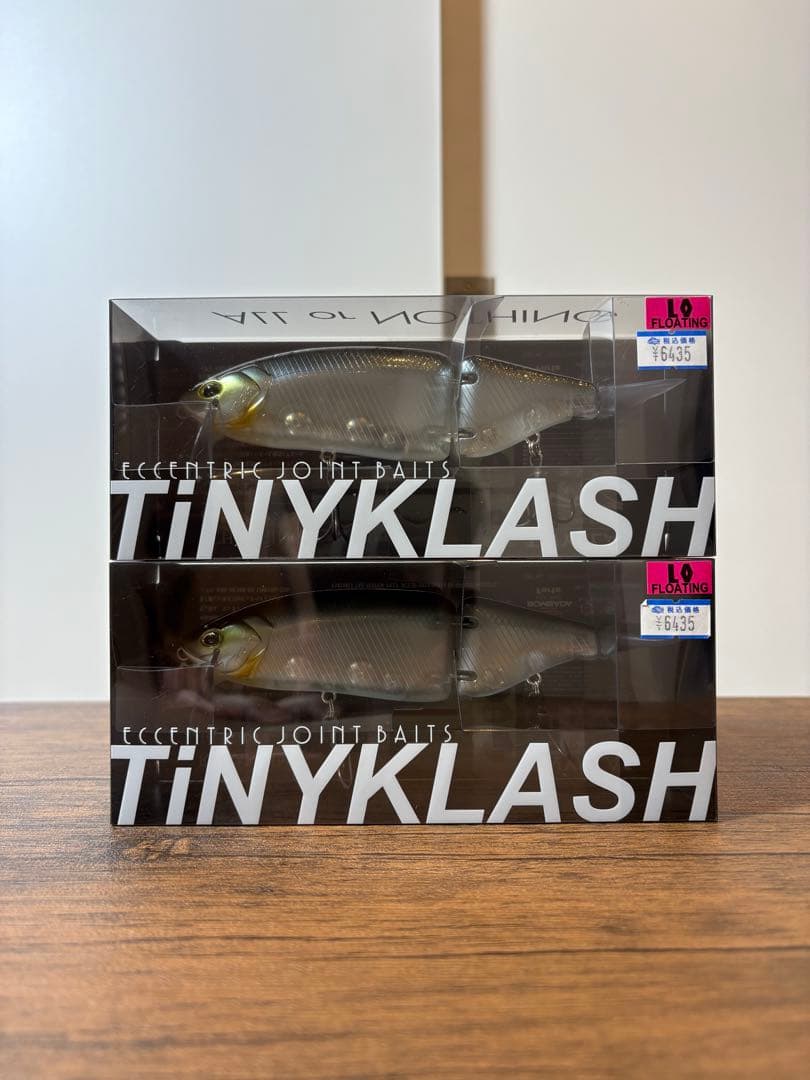 ALL or NOTHING
LO
FLOATING
税込価格
¥6435
ECCENTRIC JOINT BAITS
TiNYKLASH
LO
FLOATING
税込価格
¥6435
ECCENTRIC JOINT BAITS
TiNYKLASH